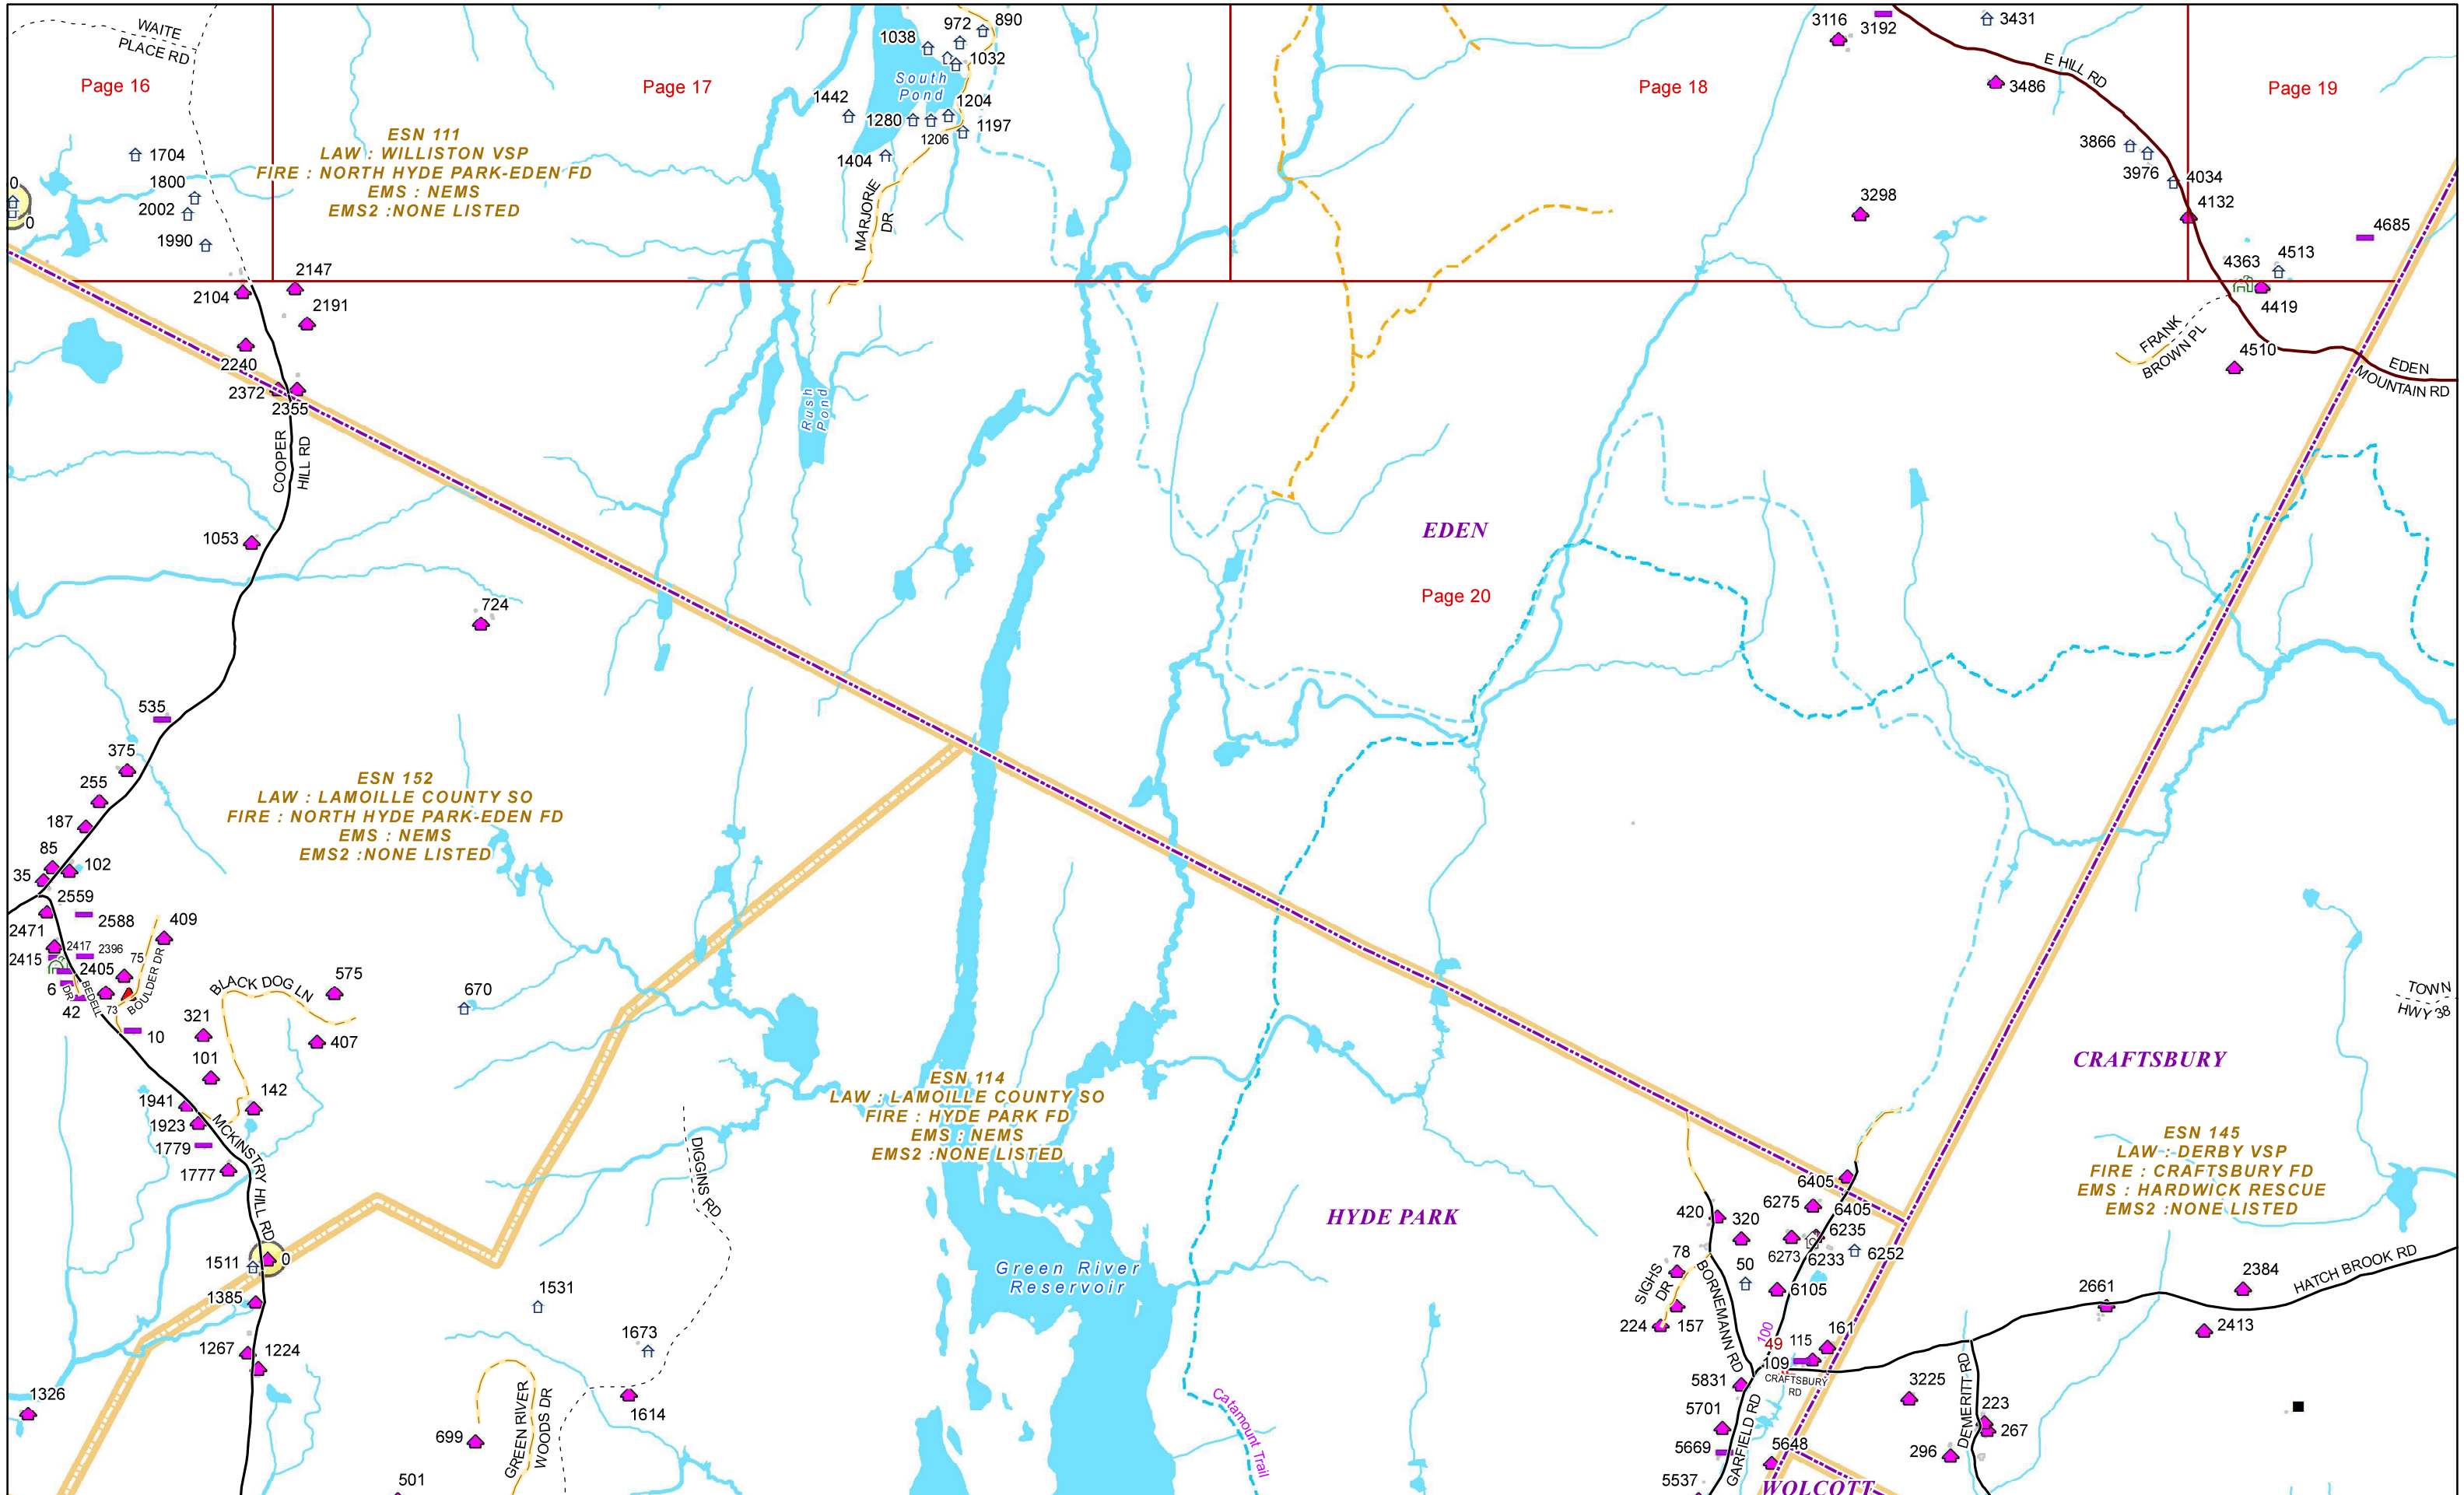 WAITE
PLACE RD
Page 16
Page 17
Page 18
Page 19
ESN 111
LAW : WILLISTON VSP
FIRE : NORTH HYDE PARK-EDEN FD
EMS : NEMS
EMS2 :NONE LISTED
1704
1800
2002
1990
0
0
890
972
1038
1032
South
Pond
1442
1280
1204
1206
1197
1404
MARJORIE
DR
3116
3192
3431
E HILL RD
3486
3866
3976
4034
4132
3298
4685
4513
4363
4419
FRANK
BROWN PL
4510
EDEN
MOUNTAIN RD
2147
2104
2191
2240
2372
2355
COOPER
HILL RD
Rush
Pond
1053
EDEN
Page 20
724
535
375
255
187
85
102
35
ESN 152
LAW : LAMOILLE COUNTY SO
FIRE : NORTH HYDE PARK-EDEN FD
EMS : NEMS
EMS2 :NONE LISTED
2559
2588
409
2471
2417
2396
2415
2405
75
6
DR
BEDELL
73
BOULDER DR
42
10
BLACK DOG LN
575
321
407
101
142
670
1941
1923
1779
1777
MCKINSTRY HILL RD
ESN 114
LAW : LAMOILLE COUNTY SO
FIRE : HYDE PARK FD
EMS : NEMS
EMS2 :NONE LISTED
DIGGINS RD
TOWN
HWY 38
CRAFTSBURY
ESN 145
LAW : DERBY VSP
FIRE : CRAFTSBURY FD
EMS : HARDWICK RESCUE
EMS2 :NONE LISTED
HYDE PARK
Green River
Reservoir
1511
0
1385
1267
1224
1326
1531
1673
1614
699
501
GREEN RIVER
WOODS DR
Catamount Trail
6405
6275
6405
420
320
6235
6273
6233
6252
78
50
SIGHS
DR
BORNEMANN RD
6105
224
157
100
49
115
161
109
CRAFTSBURY
RD
5831
5701
5669
5648
5537
GARFIELD RD
WOLCOTT
2661
2384
HATCH BROOK RD
2413
3225
DEMERITT RD
223
267
296